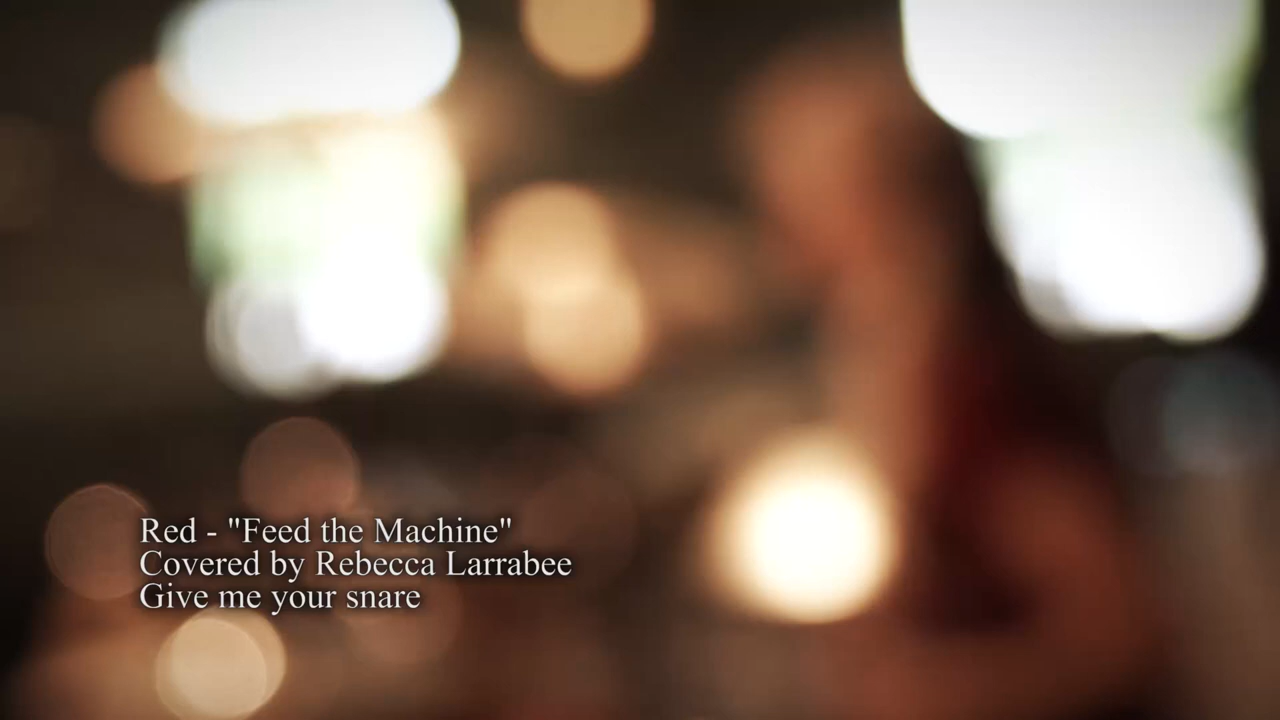 Red - "Feed the Machine"
Covered by Rebecca Larrabee
Give me your snare